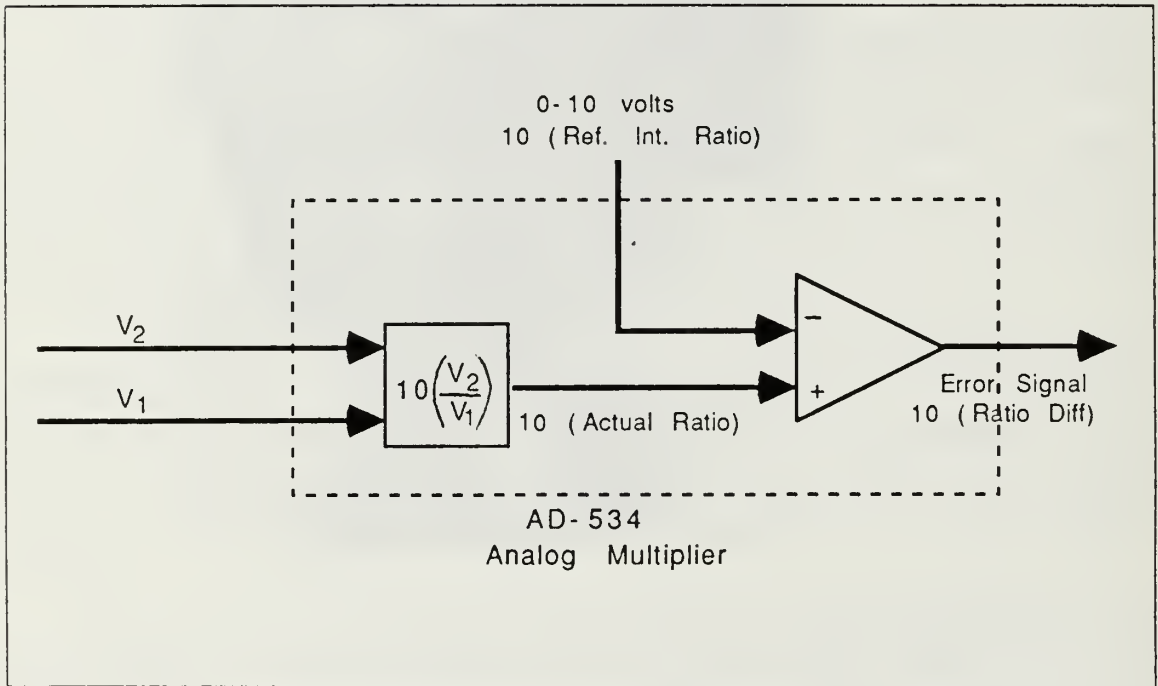 0-10 volts
10 (Ref. Int. Ratio)
V2
V1
10(V2/V1)
10 (Actual Ratio)
−
+
Error Signal
10 (Ratio Diff)
AD-534
Analog Multiplier